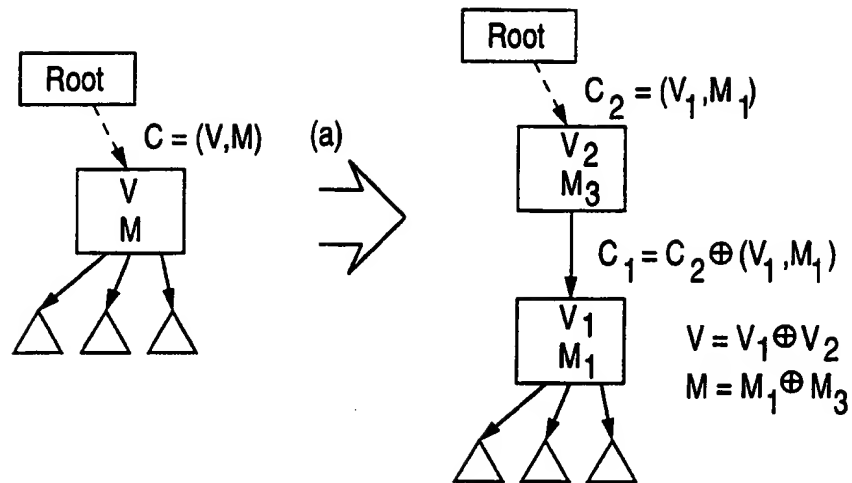 Root
C = (V,M)
V
M
(a)
Root
C₂ = (V₁,M₁)
V₂
M₃
C₁ = C₂ ⊕ (V₁,M₁)
V₁
M₁
V = V₁⊕V₂
M = M₁⊕M₃